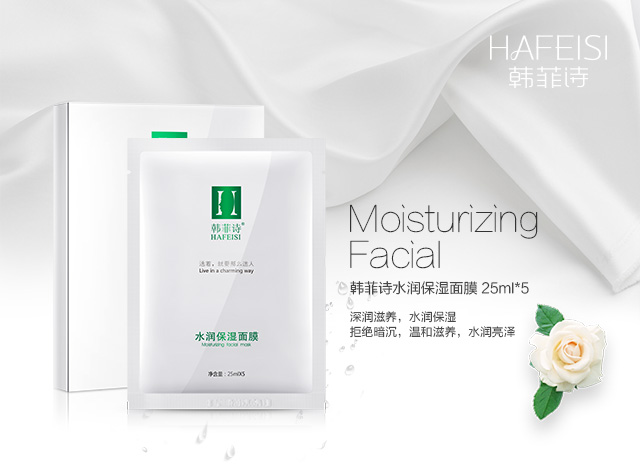 HAFEISI
韩菲诗
韩菲诗®
HAFEISI
Live in a charming way
水润保湿面膜
Moisturizing facial mask
净含量：25mlX5
Moisturizing
Facial
韩菲诗水润保湿面膜 25ml*5
深润滋养，水润保湿
拒绝暗沉，温和滋养，水润亮泽